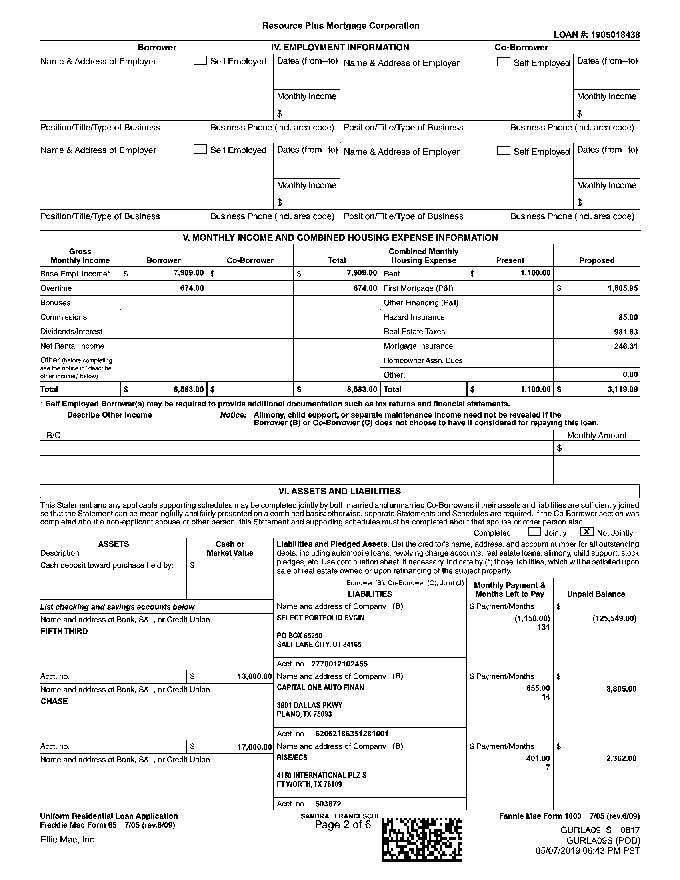 Resource Plus Mortgage Corporation
LOAN #: 1905018438
Borrower IV. EMPLOYMENT INFORMATION Co-Borrower
Name & Address of Employer Self Employed Dates (from–to) Name & Address of Employer Self Employed Dates (from–to)
Monthly Income Monthly Income
$ $
Position/Title/Type of Business Business Phone (incl. area code) Position/Title/Type of Business Business Phone (incl. area code)
Name & Address of Employer Self Employed Dates (from–to) Name & Address of Employer Self Employed Dates (from–to)
Monthly Income Monthly Income
$ $
Position/Title/Type of Business Business Phone (incl. area code) Position/Title/Type of Business Business Phone (incl. area code)
V. MONTHLY INCOME AND COMBINED HOUSING EXPENSE INFORMATION
Gross Monthly Income Borrower Co-Borrower Total Combined Monthly Housing Expense Present Proposed
Base Empl. Income* $ 7,909.00 $ $ 7,909.00 Rent $ 1,100.00
Overtime 674.00 674.00 First Mortgage (P&I) $ 1,805.95
Bonuses Other Financing (P&I)
Commissions Hazard Insurance 85.00
Dividends/Interest Real Estate Taxes
Net Rental Income Mortgage Insurance
Other (before completing, see the notice in "describe other income," below) Homeowner Assn. Dues
Other: 0.00
Total $ 8,583.00 $ $ 8,583.00 Total $ 1,100.00 $ 3,119.09
* Self Employed Borrower(s) may be required to provide additional documentation such as tax returns and financial statements.
Describe Other Income Notice: Alimony, child support, or separate maintenance income need not be revealed if the
Borrower (B) or Co-Borrower (C) does not choose to have it considered for repaying this loan.
B/C Monthly Amount
$
VI. ASSETS AND LIABILITIES
This Statement and any applicable supporting schedules may be completed jointly by both married and unmarried Co-Borrowers if their assets and liabilities are sufficiently joined
so that the Statement can be meaningfully and fairly presented on a combined basis; otherwise, separate Statements and Schedules are required. If the Co-Borrower section was
completed about a non-applicant spouse or other person, this Statement and supporting schedules must be completed about that spouse or other person also.
Completed Jointly X Not Jointly
ASSETS Cash or Market Value
Description
Cash deposit toward purchase held by: $
Liabilities and Pledged Assets. List the creditor's name, address, and account number for all outstanding
debts, including automobile loans, revolving charge accounts, real estate loans, alimony, child support, stock
pledges, etc. Use continuation sheet, if necessary. Indicate by (*) those liabilities, which will be satisfied upon
sale of real estate owned or upon refinancing of the subject property.
Borrower (B), Co-Borrower (C), Joint (J)
LIABILITIES Monthly Payment & Months Left to Pay Unpaid Balance
List checking and savings accounts below
Name and address of Company (B) $ Payment/Months $
Name and address of Bank, S&L, or Credit Union
FIFTH THIRD
SELECT PORTFOLIO SVCIN (1,150.00) (125,549.00)
131
PO BOX 65250
SALT LAKE CITY, UT 84165
Acct. no. 2770012102455
Acct. no. $ 13,000.00
Name and address of Company (B) $ Payment/Months $
Name and address of Bank, S&L, or Credit Union
CHASE
CAPITAL ONE AUTO FINAN 655.00
14
3901 DALLAS PKWY
PLANO, TX 75093
Acct. no.
Acct. no. $ 17,000.00
Name and address of Company (B) $ Payment/Months $
Name and address of Bank, S&L, or Credit Union
RISE/ECS 401.00 2,362.00
7
4150 INTERNATIONAL PLZ S
FT WORTH, TX 76109
Acct. no. 503872
Uniform Residential Loan Application
Freddie Mac Form 65 7/05 (rev.6/09)
Fannie Mae Form 1003 7/05 (rev.6/09)
Page 2 of 6
Ellie Mae, Inc.
GURLA09_S 0817
GURLA09S (POD)
05/07/2019 06:43 PM PST